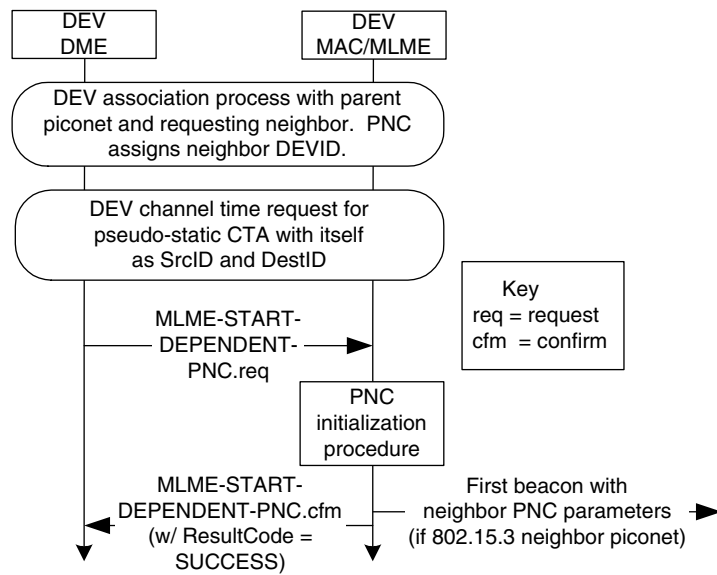 DEV
DME
DEV
MAC/MLME
DEV association process with parent
piconet and requesting neighbor. PNC
assigns neighbor DEVID.
DEV channel time request for
pseudo-static CTA with itself
as SrcID and DestID
Key
req = request
cfm = confirm
MLME-START-
DEPENDENT-
PNC.req
PNC
initialization
procedure
MLME-START-
DEPENDENT-PNC.cfm
(w/ ResultCode =
SUCCESS)
First beacon with
neighbor PNC parameters
(if 802.15.3 neighbor piconet)